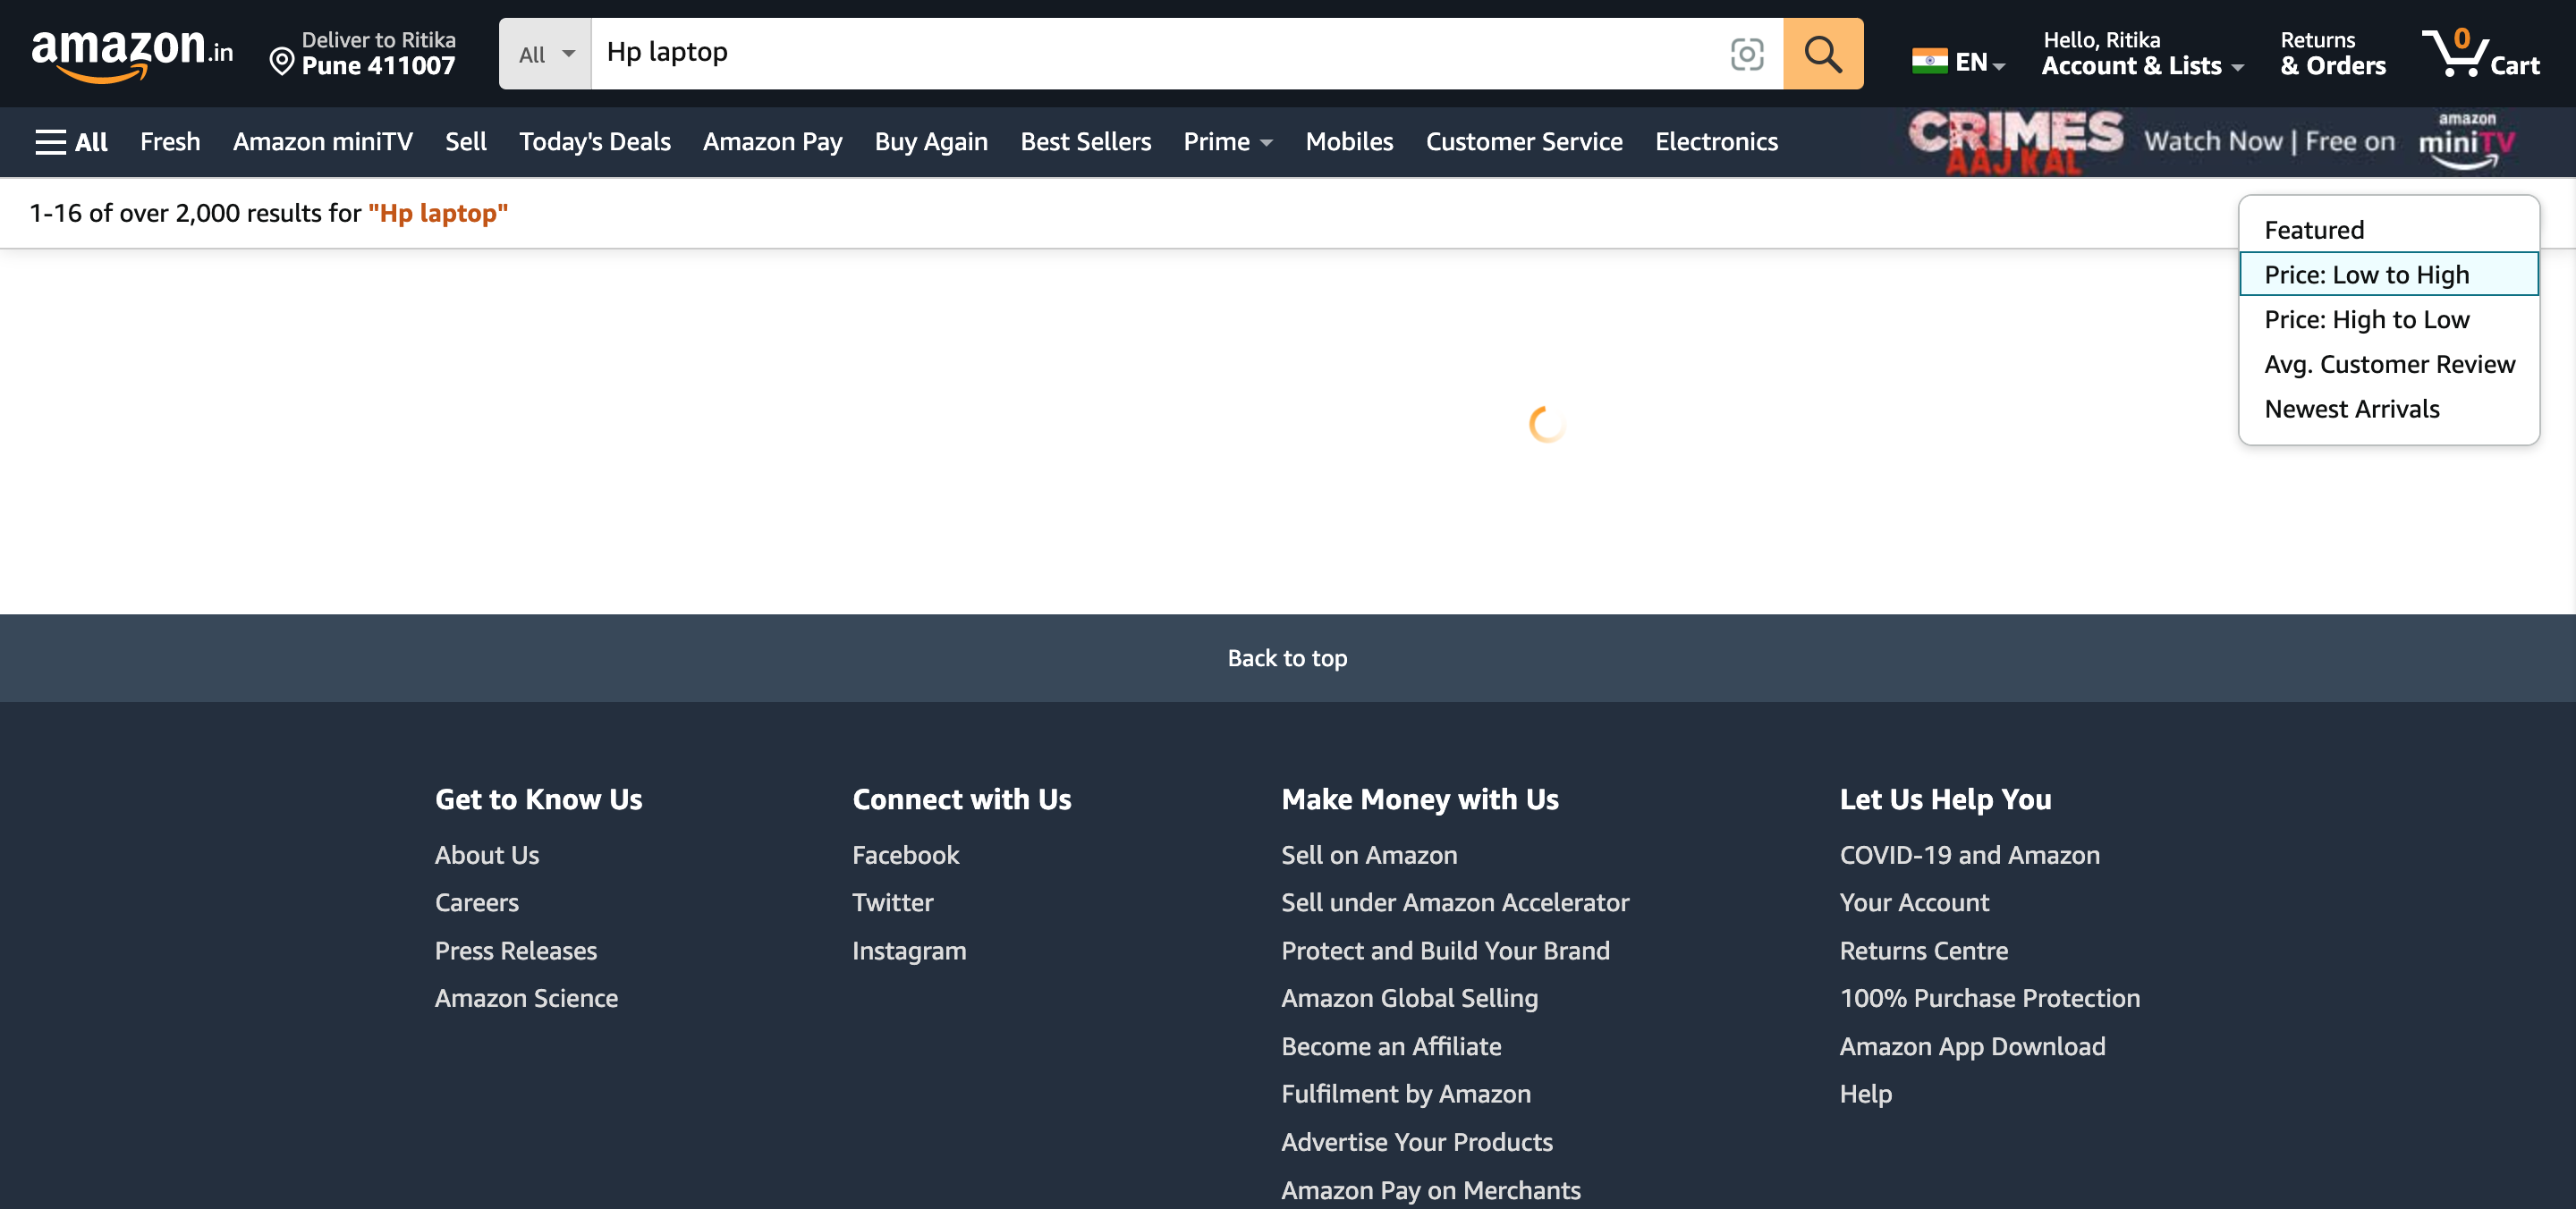 amazon.in
Deliver to Ritika
Pune 411007
All
Hp laptop
EN
Hello, Ritika
Account & Lists
Returns
& Orders
0
Cart
All
Fresh
Amazon miniTV
Sell
Today's Deals
Amazon Pay
Buy Again
Best Sellers
Prime
Mobiles
Customer Service
Electronics
CRIMES
AAJ KAL
Watch Now | Free on
amazon
miniTV
1-16 of over 2,000 results for "Hp laptop"
Featured
Price: Low to High
Price: High to Low
Avg. Customer Review
Newest Arrivals
Back to top
Get to Know Us
About Us
Careers
Press Releases
Amazon Science
Connect with Us
Facebook
Twitter
Instagram
Make Money with Us
Sell on Amazon
Sell under Amazon Accelerator
Protect and Build Your Brand
Amazon Global Selling
Become an Affiliate
Fulfilment by Amazon
Advertise Your Products
Amazon Pay on Merchants
Let Us Help You
COVID-19 and Amazon
Your Account
Returns Centre
100% Purchase Protection
Amazon App Download
Help